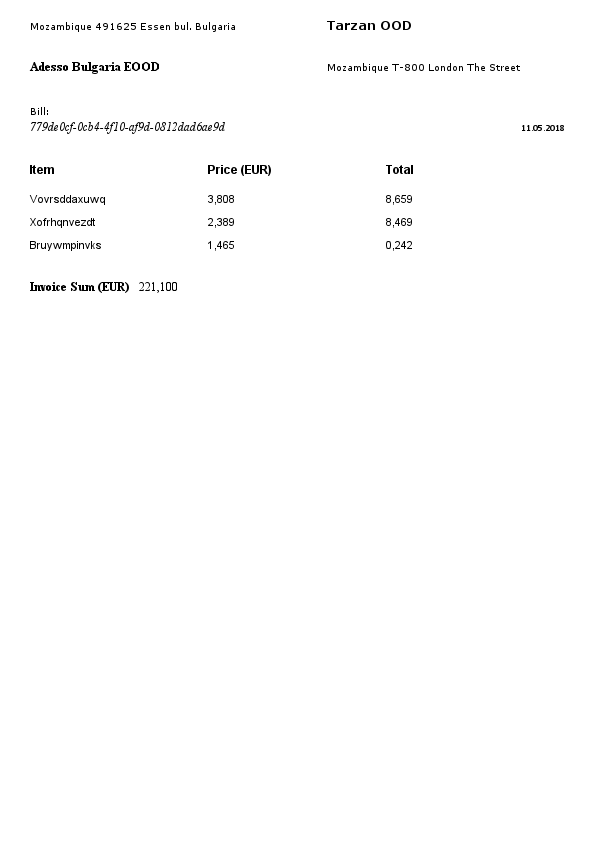 Mozambique 491625 Essen bul. Bulgaria
Tarzan OOD
Adesso Bulgaria EOOD
Mozambique T-800 London The Street
Bill:
779de0cf-0cb4-4f10-af9d-0812dad6ae9d
11.05.2018
Item Price (EUR) Total
Vovrsddaxuwq 3,808 8,659
Xofrhqnvezdt 2,389 8,469
Bruywmpinvks 1,465 0,242
Invoice Sum (EUR) 221,100